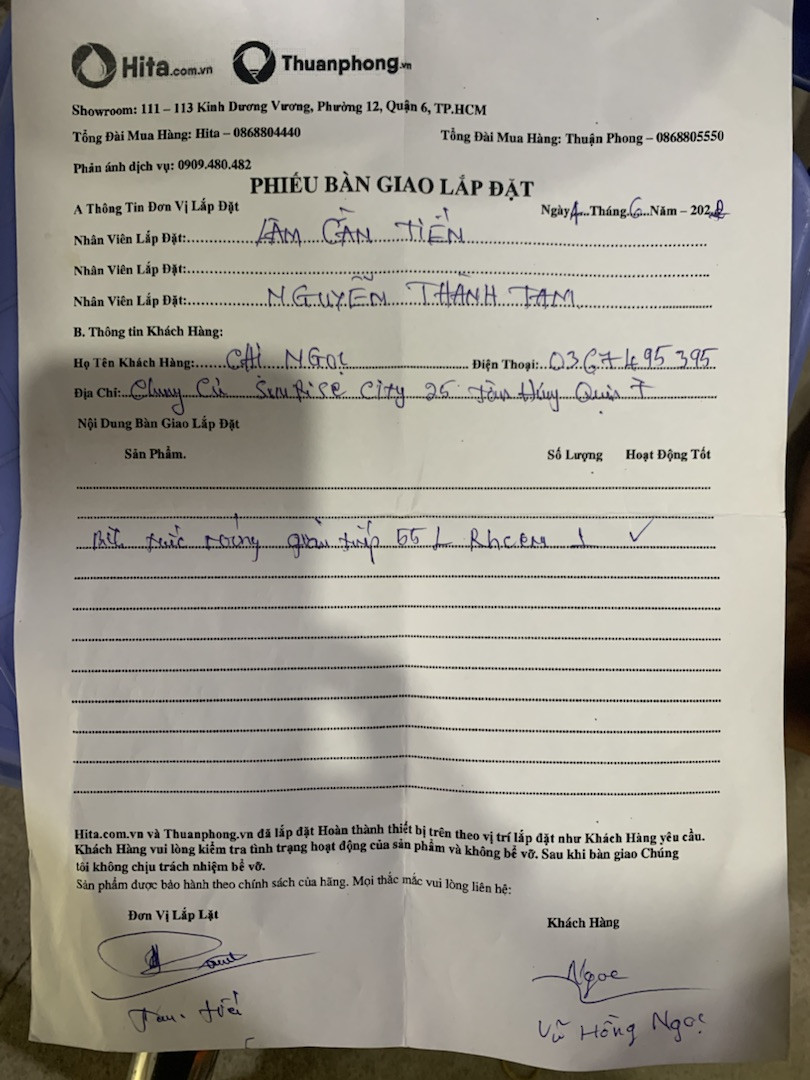 Hita.com.vn Thuanphong.vn
Showroom: 111 – 113 Kinh Dương Vương, Phường 12, Quận 6, TP.HCM
Tổng Đài Mua Hàng: Hita – 0868804440 Tổng Đài Mua Hàng: Thuận Phong – 0868805550
Phản ánh dịch vụ: 0909.480.482
PHIẾU BÀN GIAO LẮP ĐẶT
A Thông Tin Đơn Vị Lắp Đặt Ngày...Tháng.6..Năm – 202
Nhân Viên Lắp Đặt: LÂM CẦN TIẾN
Nhân Viên Lắp Đặt:
Nhân Viên Lắp Đặt: NGUYỄN THÀNH TAM
B. Thông tin Khách Hàng:
Họ Tên Khách Hàng: CHỊ NGỌC Điện Thoại: 0367495395
Địa Chỉ: Chung Cư SunRise City 25 Quận 7
Nội Dung Bàn Giao Lắp Đặt
Sản Phẩm. Số Lượng Hoạt Động Tốt
nước nóng gián tiếp 55 L Rheem 1 ✓
Hita.com.vn và Thuanphong.vn đã lắp đặt Hoàn thành thiết bị trên theo vị trí lắp đặt như Khách Hàng yêu cầu.
Khách Hàng vui lòng kiểm tra tình trạng hoạt động của sản phẩm và không bể vỡ. Sau khi bàn giao Chúng
tôi không chịu trách nhiệm bể vỡ.
Sản phẩm được bảo hành theo chính sách của hãng. Mọi thắc mắc vui lòng liên hệ:
Đơn Vị Lắp Lặt Khách Hàng
Ngoc
Vũ Hồng Ngọc